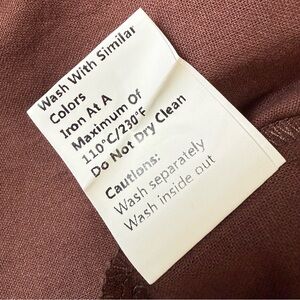 Wash With Similar
Colors
Iron At A
Maximum Of
110°C/230°F
Do Not Dry Clean
Cautions:
Wash separately
Wash inside out